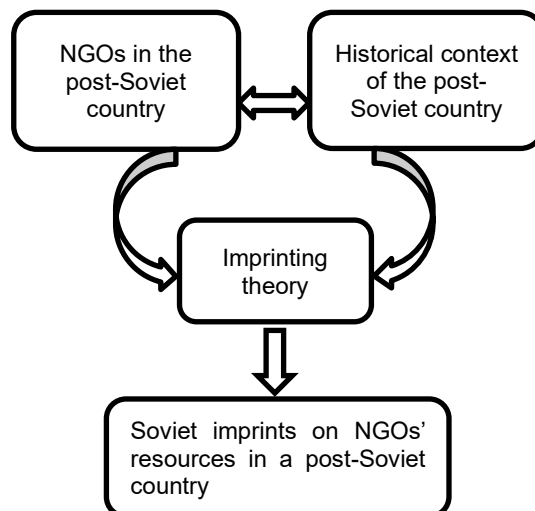 NGOs in the
post-Soviet
country
Historical context
of the post-
Soviet country
Imprinting
theory
Soviet imprints on NGOs’
resources in a post-Soviet
country